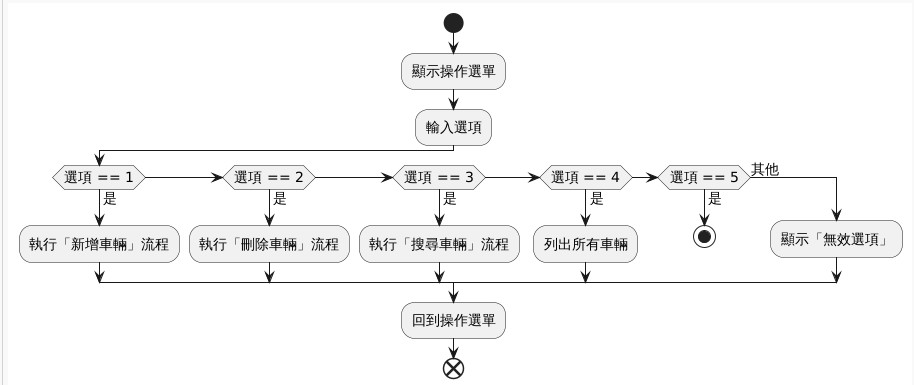 顯示操作選單
輸入選項
選項 == 1
選項 == 2
選項 == 3
選項 == 4
選項 == 5
其他
是
是
是
是
是
執行「新增車輛」流程
執行「刪除車輛」流程
執行「搜尋車輛」流程
列出所有車輛
顯示「無效選項」
回到操作選單